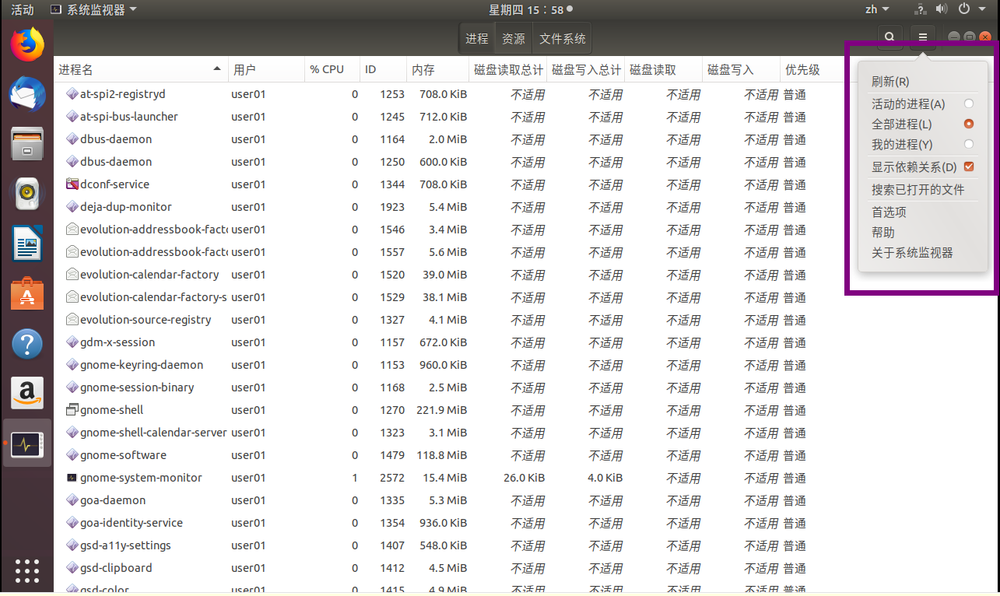 活动 系统监视器 星期四 15：58 zh
进程 资源 文件系统
进程名 用户 % CPU ID 内存 磁盘读取总计 磁盘写入总计 磁盘读取 磁盘写入 优先级
at-spi2-registryd user01 0 1253 708.0 KiB 不适用 不适用 不适用 不适用 普通
at-spi-bus-launcher user01 0 1245 712.0 KiB 不适用 不适用 不适用 不适用 普通
dbus-daemon user01 0 1164 2.0 MiB 不适用 不适用 不适用 不适用 普通
dbus-daemon user01 0 1250 600.0 KiB 不适用 不适用 不适用 不适用 普通
dconf-service user01 0 1344 708.0 KiB 不适用 不适用 不适用 不适用 普通
deja-dup-monitor user01 0 1923 5.4 MiB 不适用 不适用 不适用 不适用 普通
evolution-addressbook-facto user01 0 1546 3.4 MiB 不适用 不适用 不适用 不适用 普通
evolution-addressbook-facto user01 0 1557 5.6 MiB 不适用 不适用 不适用 不适用 普通
evolution-calendar-factory user01 0 1520 39.0 MiB 不适用 不适用 不适用 不适用 普通
evolution-calendar-factory-s user01 0 1529 38.1 MiB 不适用 不适用 不适用 不适用 普通
evolution-source-registry user01 0 1327 4.1 MiB 不适用 不适用 不适用 不适用 普通
gdm-x-session user01 0 1157 672.0 KiB 不适用 不适用 不适用 不适用 普通
gnome-keyring-daemon user01 0 1153 960.0 KiB 不适用 不适用 不适用 不适用 普通
gnome-session-binary user01 0 1168 2.5 MiB 不适用 不适用 不适用 不适用 普通
gnome-shell user01 0 1270 221.9 MiB 不适用 不适用 不适用 不适用 普通
gnome-shell-calendar-server user01 0 1323 3.1 MiB 不适用 不适用 不适用 不适用 普通
gnome-software user01 0 1479 118.8 MiB 不适用 不适用 不适用 不适用 普通
gnome-system-monitor user01 1 2572 15.4 MiB 26.0 KiB 4.0 KiB 不适用 不适用 普通
goa-daemon user01 0 1335 5.3 MiB 不适用 不适用 不适用 不适用 普通
goa-identity-service user01 0 1354 936.0 KiB 不适用 不适用 不适用 不适用 普通
gsd-a11y-settings user01 0 1407 548.0 KiB 不适用 不适用 不适用 不适用 普通
gsd-clipboard user01 0 1412 4.5 MiB 不适用 不适用 不适用 不适用 普通
gsd-color user01 0 1415 4.9 MiB 不适用 不适用 不适用 不适用 普通
刷新(R)
活动的进程(A)
全部进程(L)
我的进程(Y)
显示依赖关系(D)
搜索已打开的文件
首选项
帮助
关于系统监视器